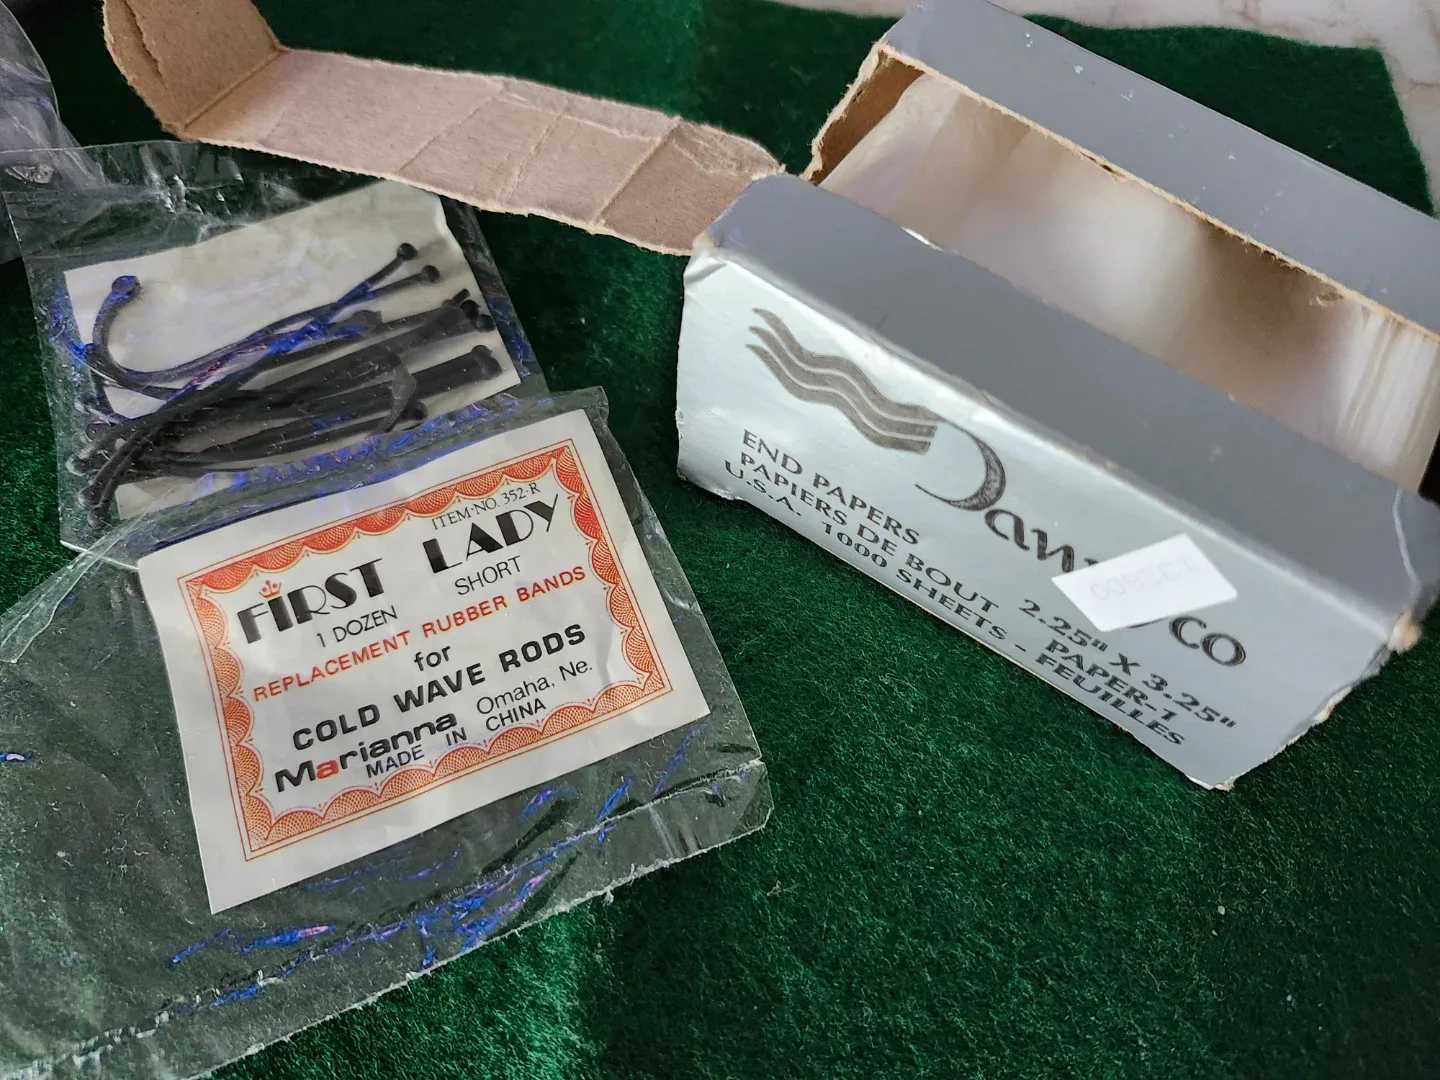 ITEM·NO. 352·R
FIRST LADY
1 DOZEN SHORT
REPLACEMENT RUBBER BANDS
for
COLD WAVE RODS
Marianna Omaha, Ne.
MADE IN CHINA
CO
END PAPERS
PAPIERS DE BOUT 2.25" X 3.25"
PAPER-1
U.S.A. 1000 SHEETS - FEUILLES